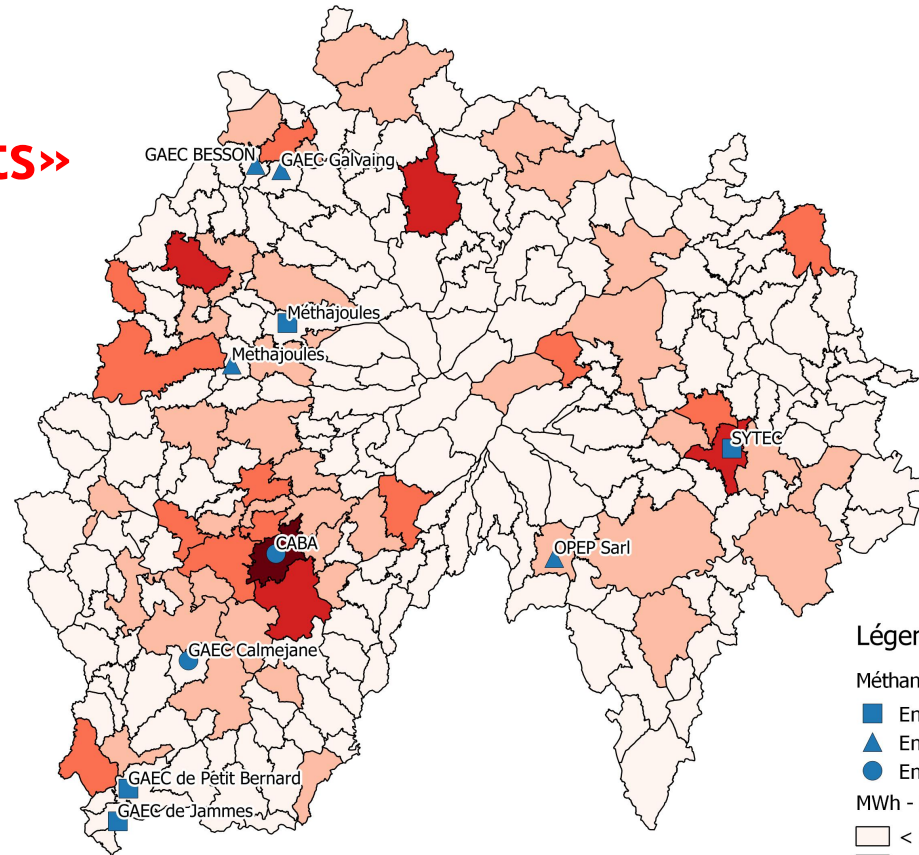 ts»
GAEC BESSON
GAEC Galvaing
Méthajoules
Methajoules
SYTEC
CABA
OPEP Sarl
GAEC Calmejane
GAEC de Petit Bernard
GAEC de Jammes
Léger
Méthan
En
En
En
MWh -
<